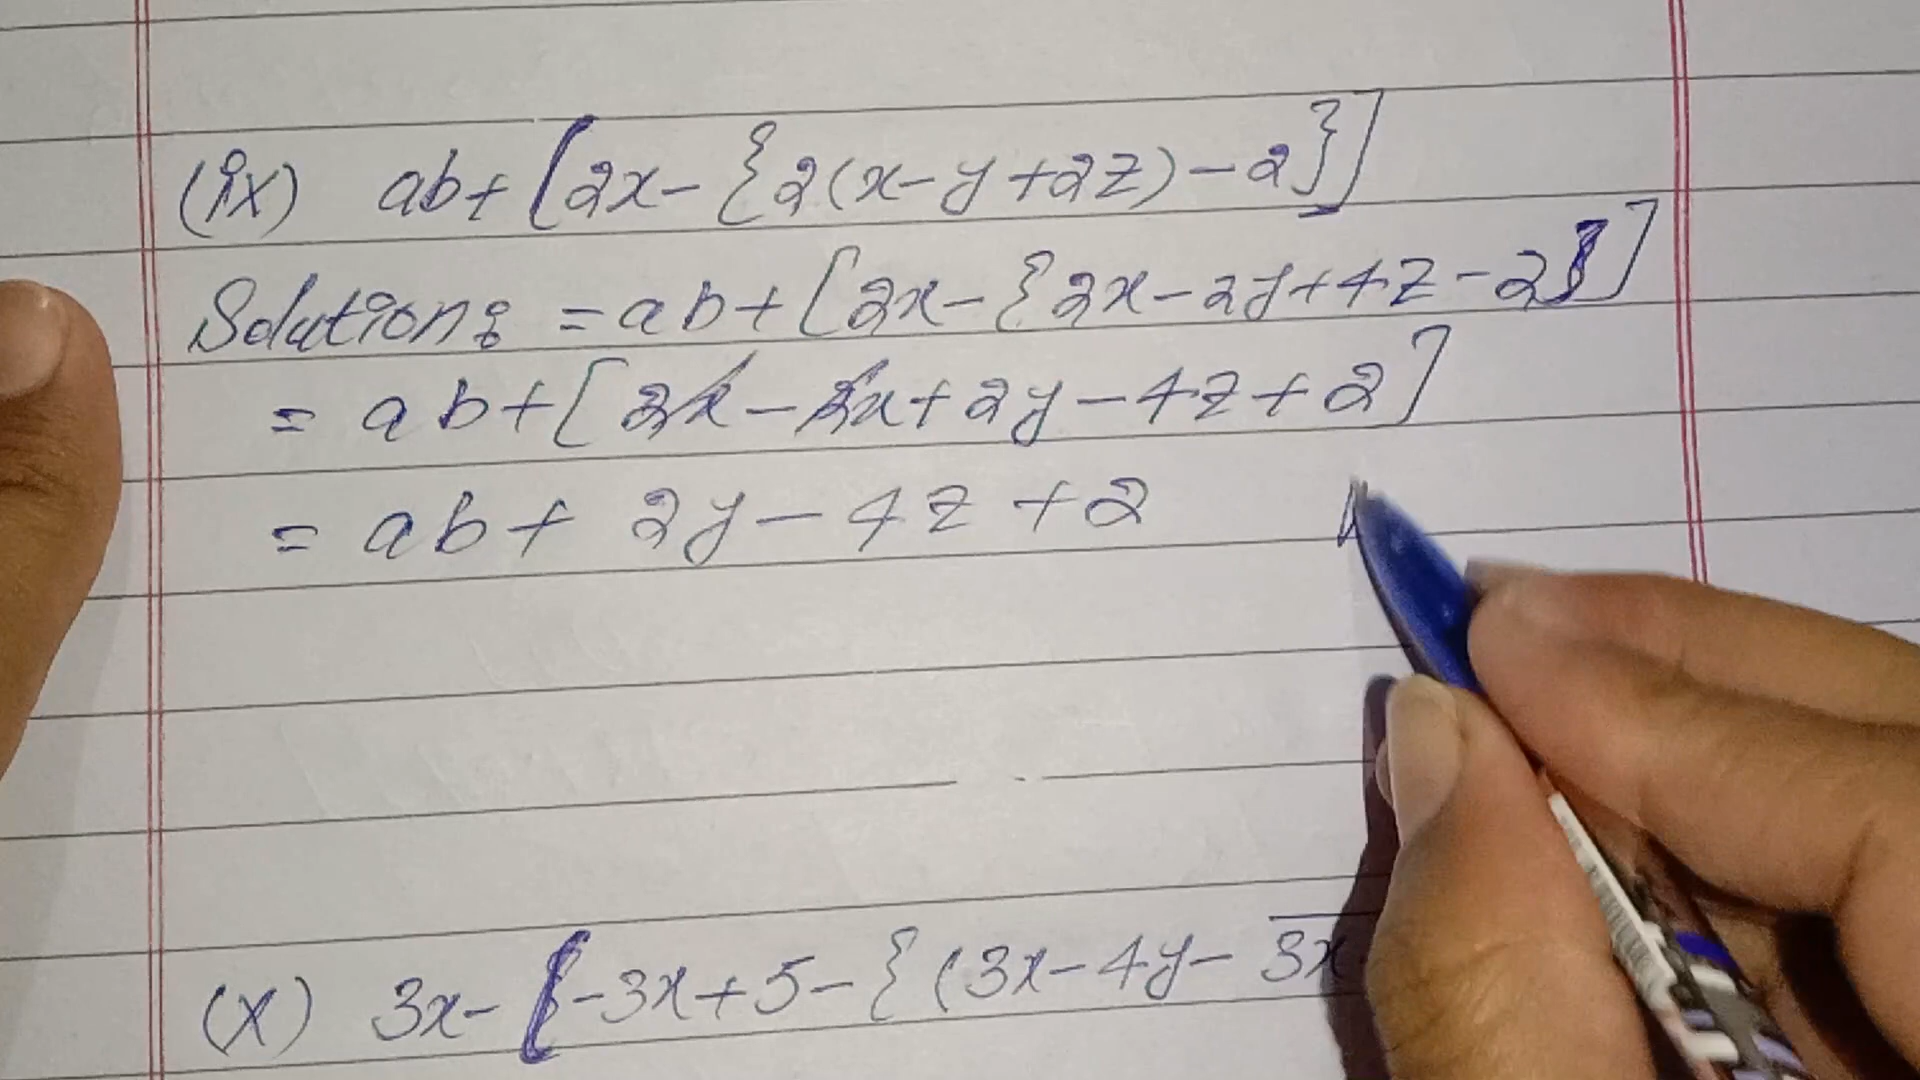 (ix) ab+[2x-{2(x-y+2z)-2}]
Solution: =ab+[2x-{2x-2y+4z-2}]
= ab+[2x-2x+2y-4z+2]
= ab+ 2y-4z+2
(x) 3x-[-3x+5-{(3x-4y-3x